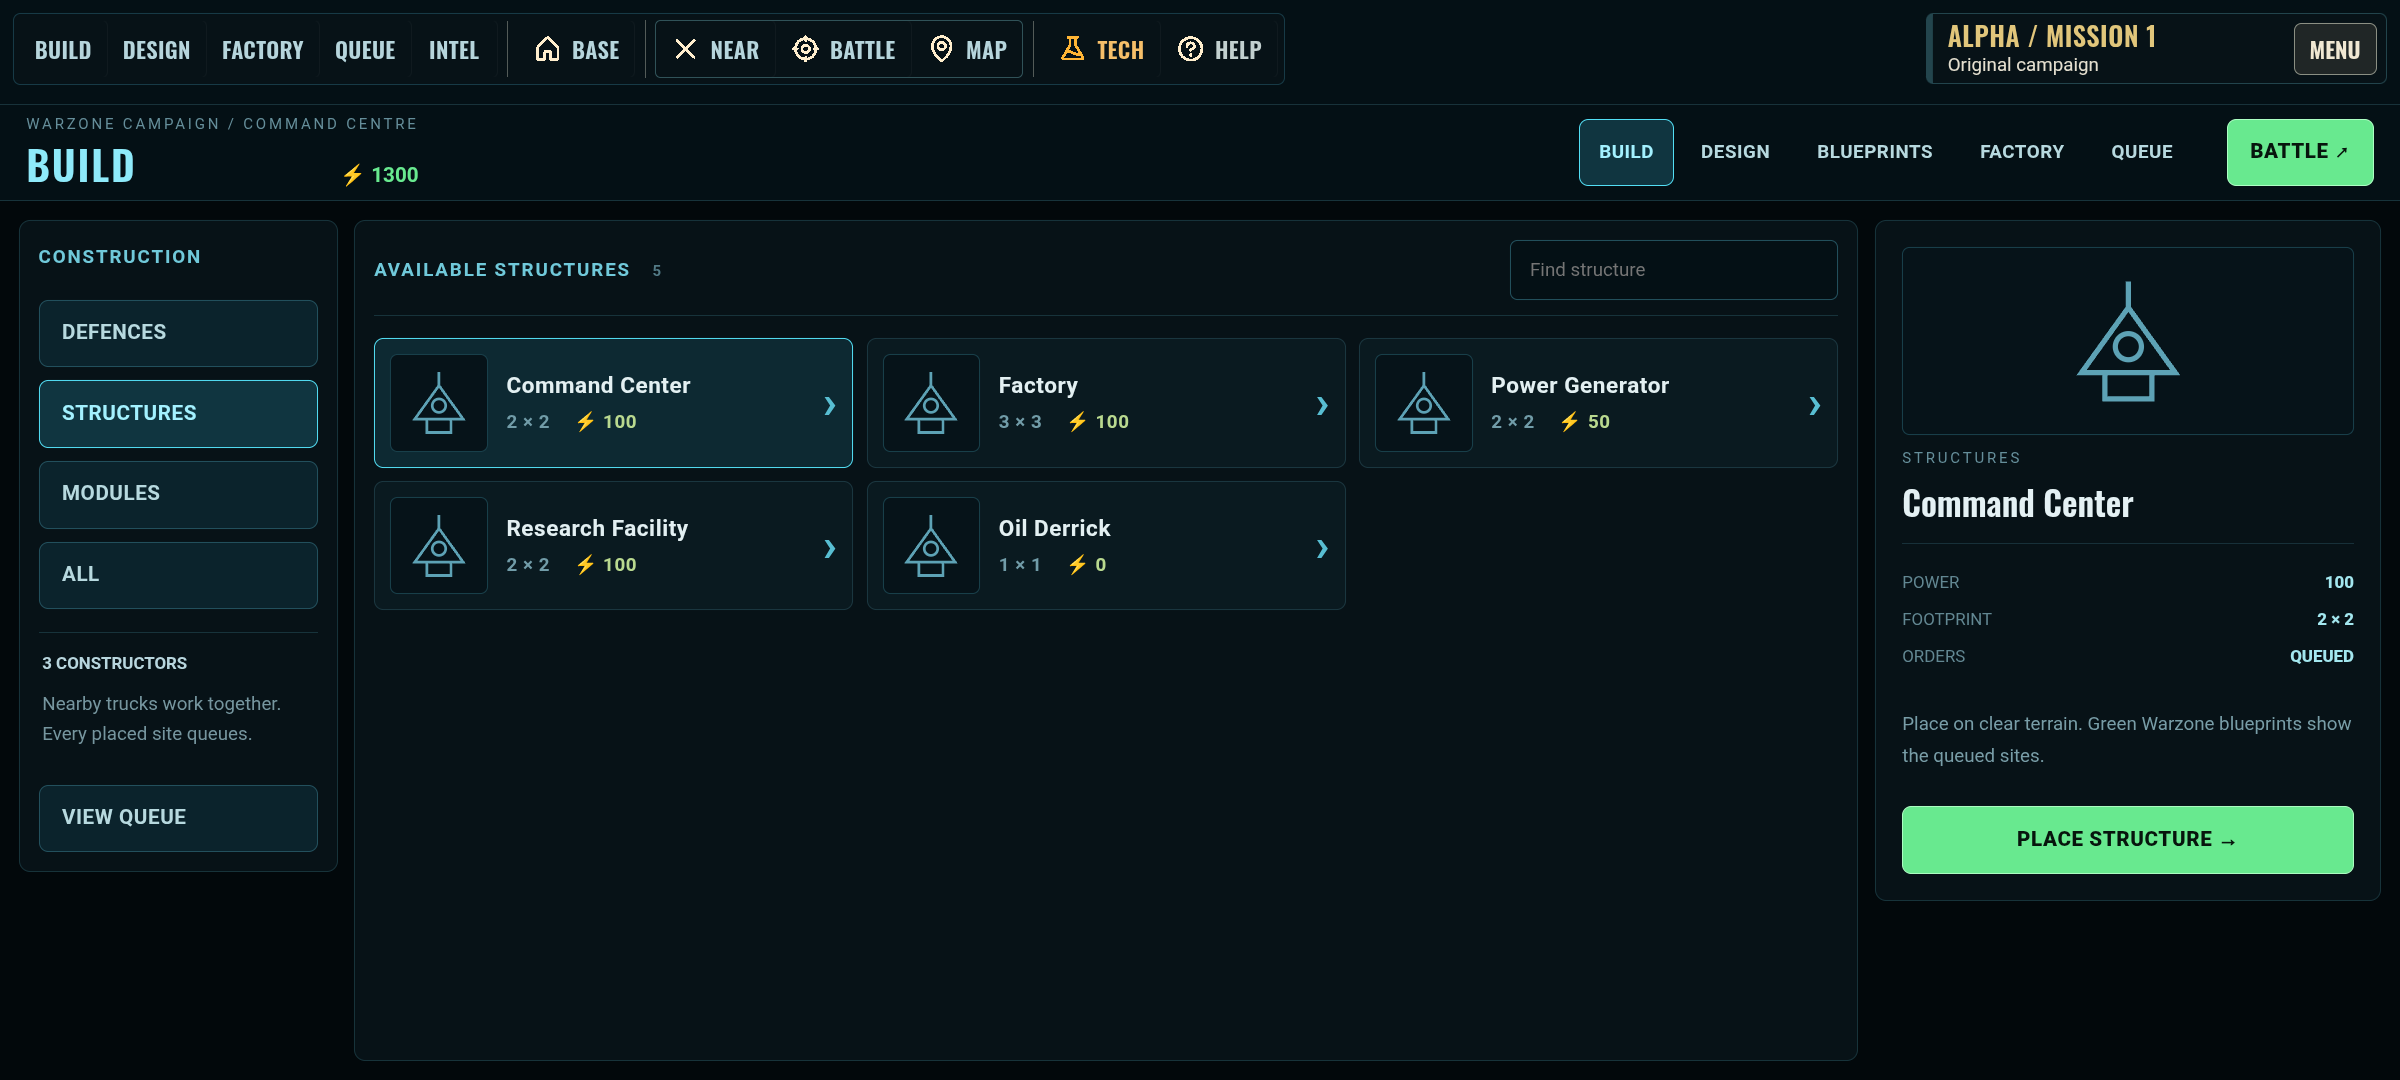 BUILD DESIGN FACTORY QUEUE INTEL BASE NEAR BATTLE MAP TECH HELP
ALPHA / MISSION 1
Original campaign
MENU
WARZONE CAMPAIGN / COMMAND CENTRE
BUILD
⚡ 1300
BUILD DESIGN BLUEPRINTS FACTORY QUEUE BATTLE ↗
CONSTRUCTION
DEFENCES
STRUCTURES
MODULES
ALL
3 CONSTRUCTORS
Nearby trucks work together.
Every placed site queues.
VIEW QUEUE
AVAILABLE STRUCTURES 5
Find structure
Command Center
2 × 2 ⚡ 100
Factory
3 × 3 ⚡ 100
Power Generator
2 × 2 ⚡ 50
Research Facility
2 × 2 ⚡ 100
Oil Derrick
1 × 1 ⚡ 0
STRUCTURES
Command Center
POWER 100
FOOTPRINT 2 × 2
ORDERS QUEUED
Place on clear terrain. Green Warzone blueprints show
the queued sites.
PLACE STRUCTURE →